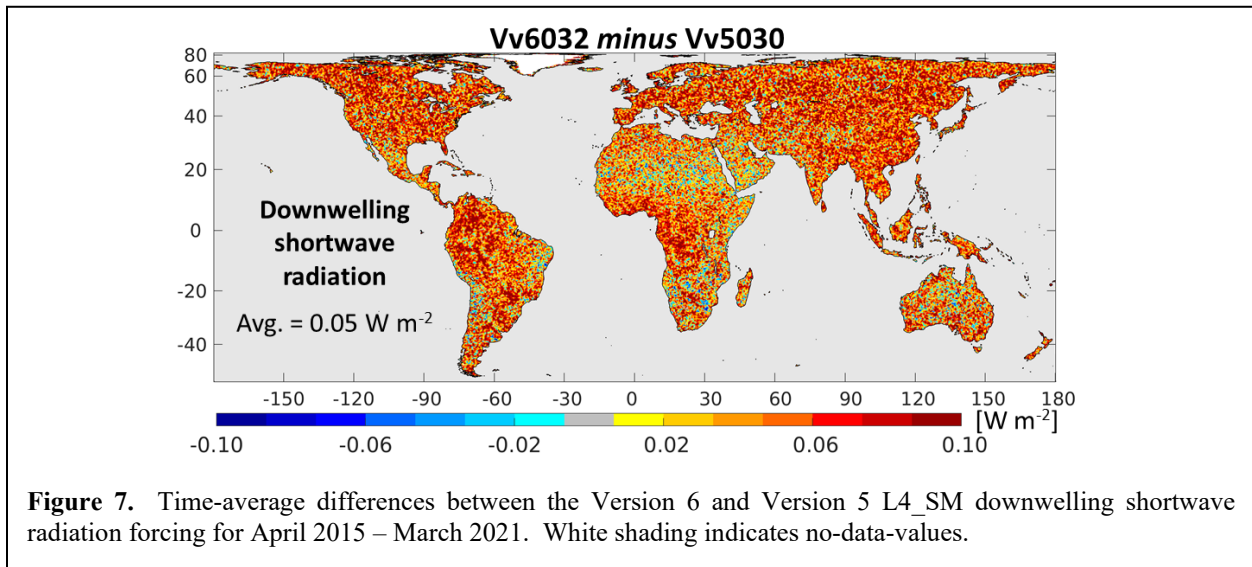 Vv6032 minus Vv5030
80
60
40
20
0
-20
-40
Downwelling
shortwave
radiation
Avg. = 0.05 W m-2
-150 -120 -90 -60 -30 0 30 60 90 120 150 180
[W m-2]
-0.10 -0.06 -0.02 0.02 0.06 0.10
Figure 7. Time-average differences between the Version 6 and Version 5 L4_SM downwelling shortwave
radiation forcing for April 2015 – March 2021. White shading indicates no-data-values.